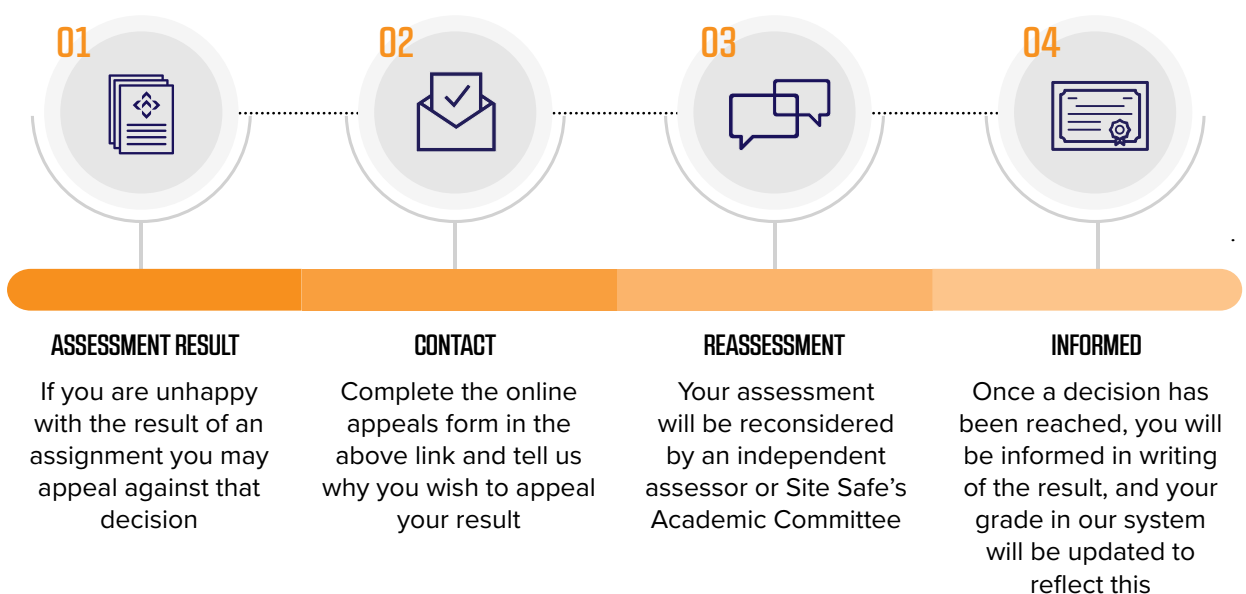 01
ASSESSMENT RESULT
If you are unhappy
with the result of an
assignment you may
appeal against that
decision
02
CONTACT
Complete the online
appeals form in the
above link and tell us
why you wish to appeal
your result
03
REASSESSMENT
Your assessment
will be reconsidered
by an independent
assessor or Site Safe’s
Academic Committee
04
INFORMED
Once a decision has
been reached, you will
be informed in writing
of the result, and your
grade in our system
will be updated to
reflect this
.